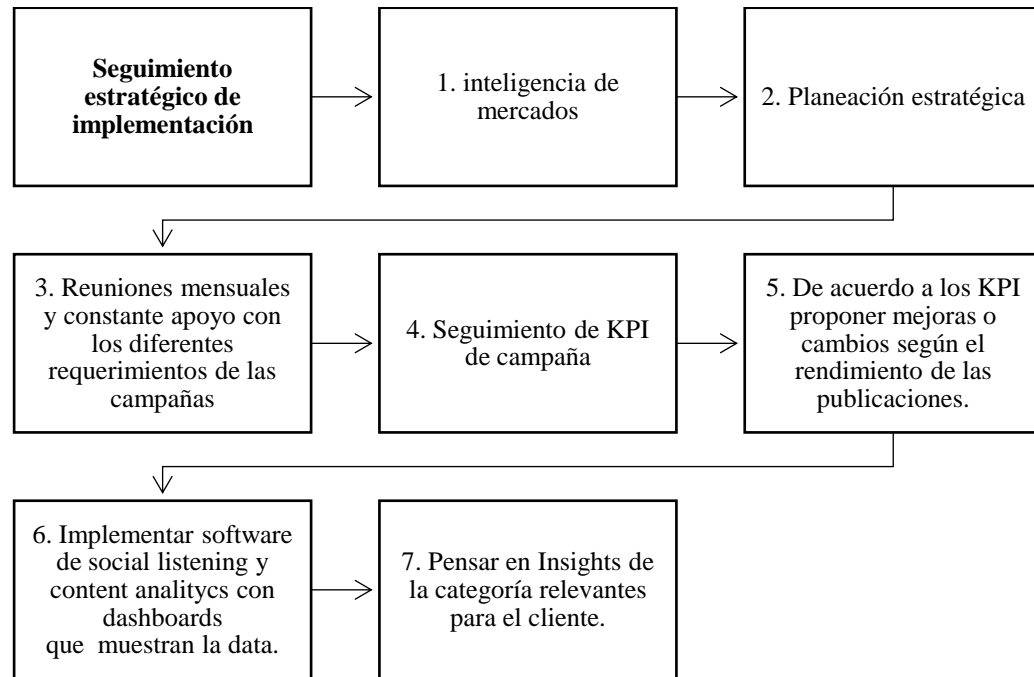 Seguimiento
estratégico de
implementación
1. inteligencia de
mercados
2. Planeación estratégica
3. Reuniones mensuales
y constante apoyo con
los diferentes
requerimientos de las
campañas
4. Seguimiento de KPI
de campaña
5. De acuerdo a los KPI
proponer mejoras o
cambios según el
rendimiento de las
publicaciones.
6. Implementar software
de social listening y
content analitycs con
dashboards
que muestran la data.
7. Pensar en Insights de
la categoría relevantes
para el cliente.